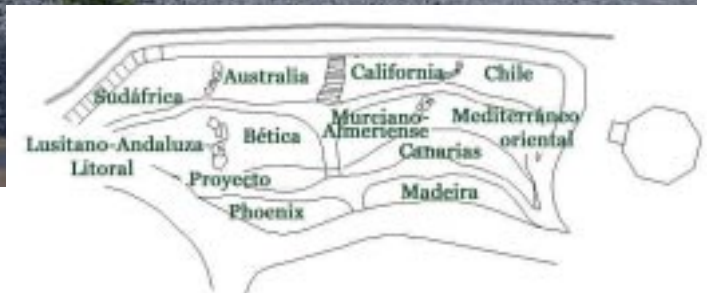 Sudáfrica
Australia
California
Chile
Lusitano-Andaluza
Litoral
Bética
Murciano-
Almeriense
Mediterráneo
oriental
Canarias
Proyecto
Phoenix
Madeira